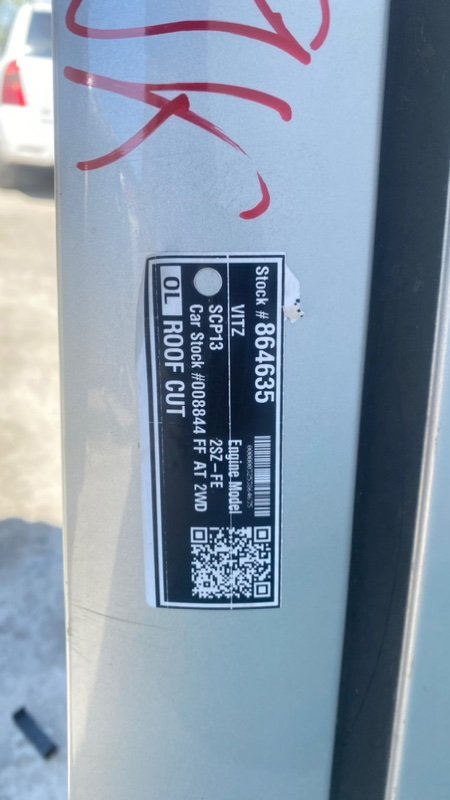 Stock # 864635
VITZ Engine Model
SCP13 2SZ-FE
Car Stock #008844 FF AT 2WD
OL ROOF CUT